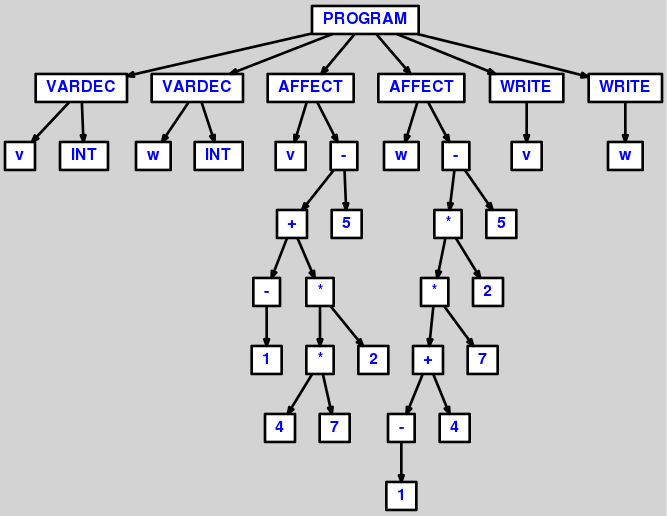 PROGRAM
VARDEC VARDEC AFFECT AFFECT WRITE WRITE
v INT w INT v - w - v w
+ 5 * 5
- * * 2
1 * 2 + 7
4 7 - 4
1